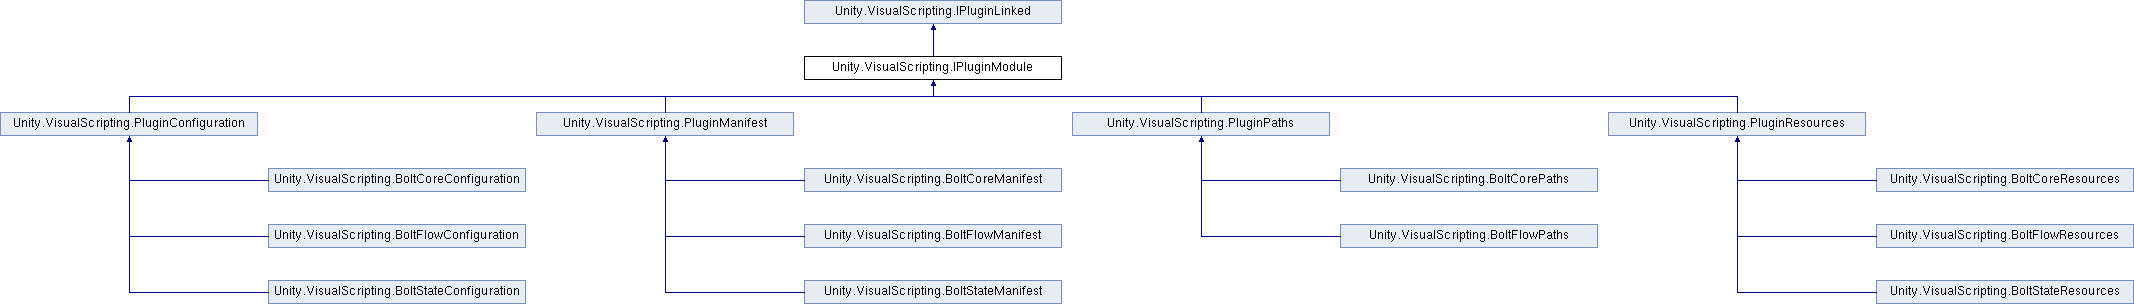 Unity.VisualScripting.IPluginLinked
Unity.VisualScripting.IPluginModule
Unity.VisualScripting.PluginConfiguration
Unity.VisualScripting.PluginManifest
Unity.VisualScripting.PluginPaths
Unity.VisualScripting.PluginResources
Unity.VisualScripting.BoltCoreConfiguration
Unity.VisualScripting.BoltCoreManifest
Unity.VisualScripting.BoltCorePaths
Unity.VisualScripting.BoltCoreResources
Unity.VisualScripting.BoltFlowConfiguration
Unity.VisualScripting.BoltFlowManifest
Unity.VisualScripting.BoltFlowPaths
Unity.VisualScripting.BoltFlowResources
Unity.VisualScripting.BoltStateConfiguration
Unity.VisualScripting.BoltStateManifest
Unity.VisualScripting.BoltStateResources